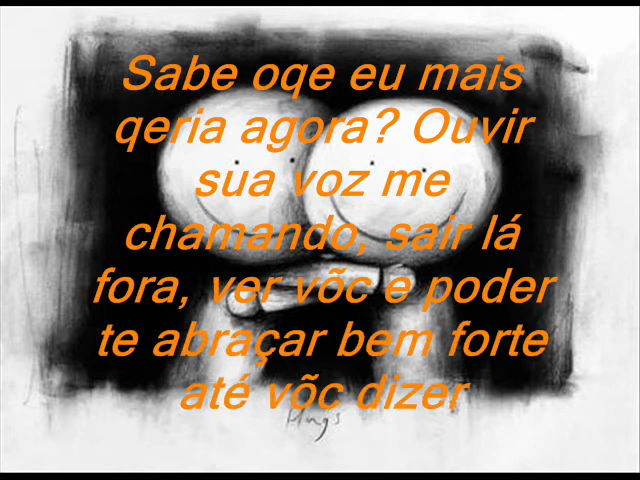 Sabe oqe eu mais
qeria agora? Ouvir
sua voz me
chamando, sair lá
fora, ver võc e poder
te abraçar bem forte
até võc dizer
Hugs